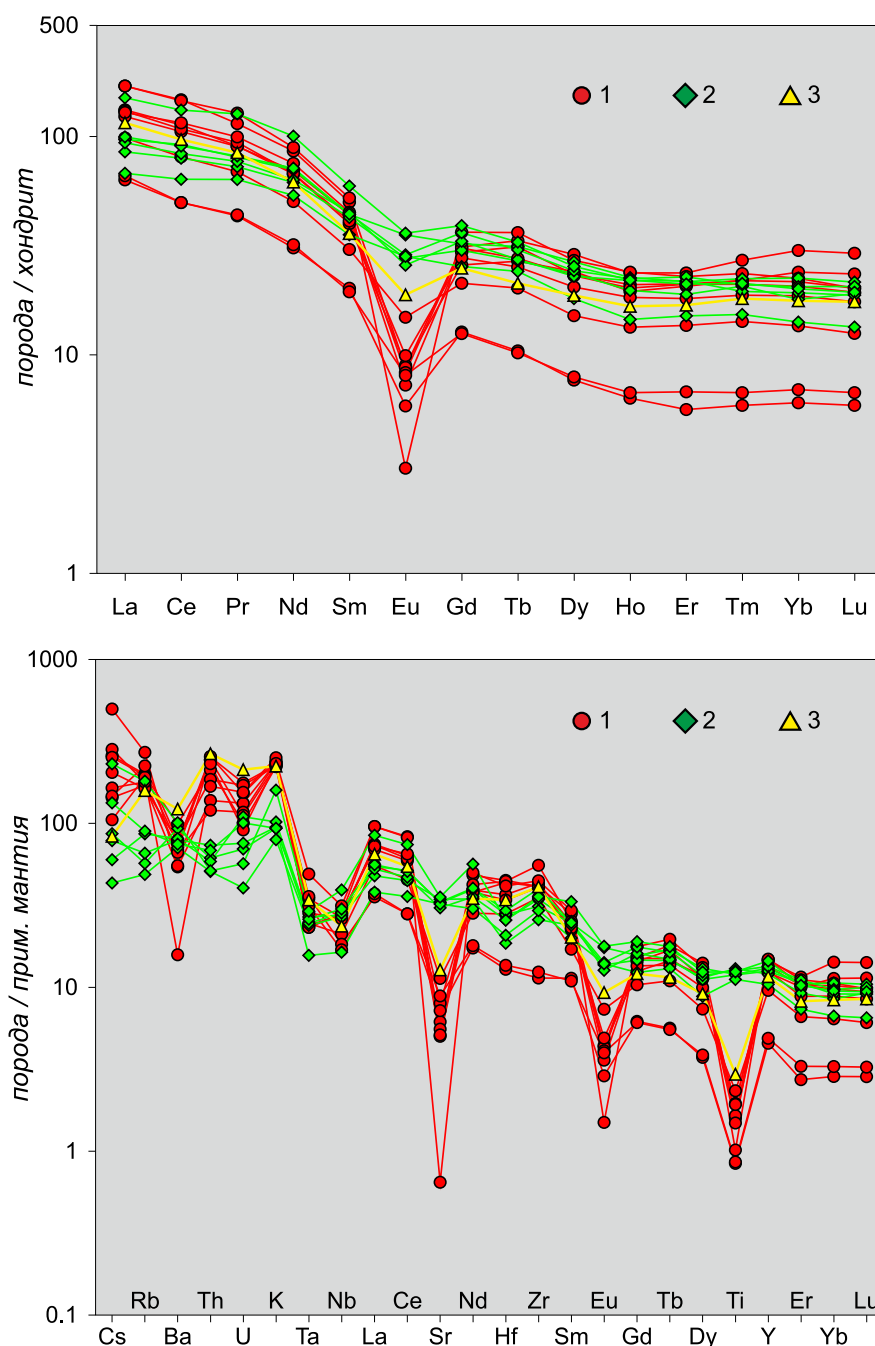 500
1 2 3
100
10
1
порода / хондрит
La Ce Pr Nd Sm Eu Gd Tb Dy Ho Er Tm Yb Lu
1000
1 2 3
100
10
1
0.1
порода / прим. мантия
Rb Th K Nb Ce Nd Zr Eu Tb Ti Er Lu
Cs Ba U Ta La Sr Hf Sm Gd Dy Y Yb